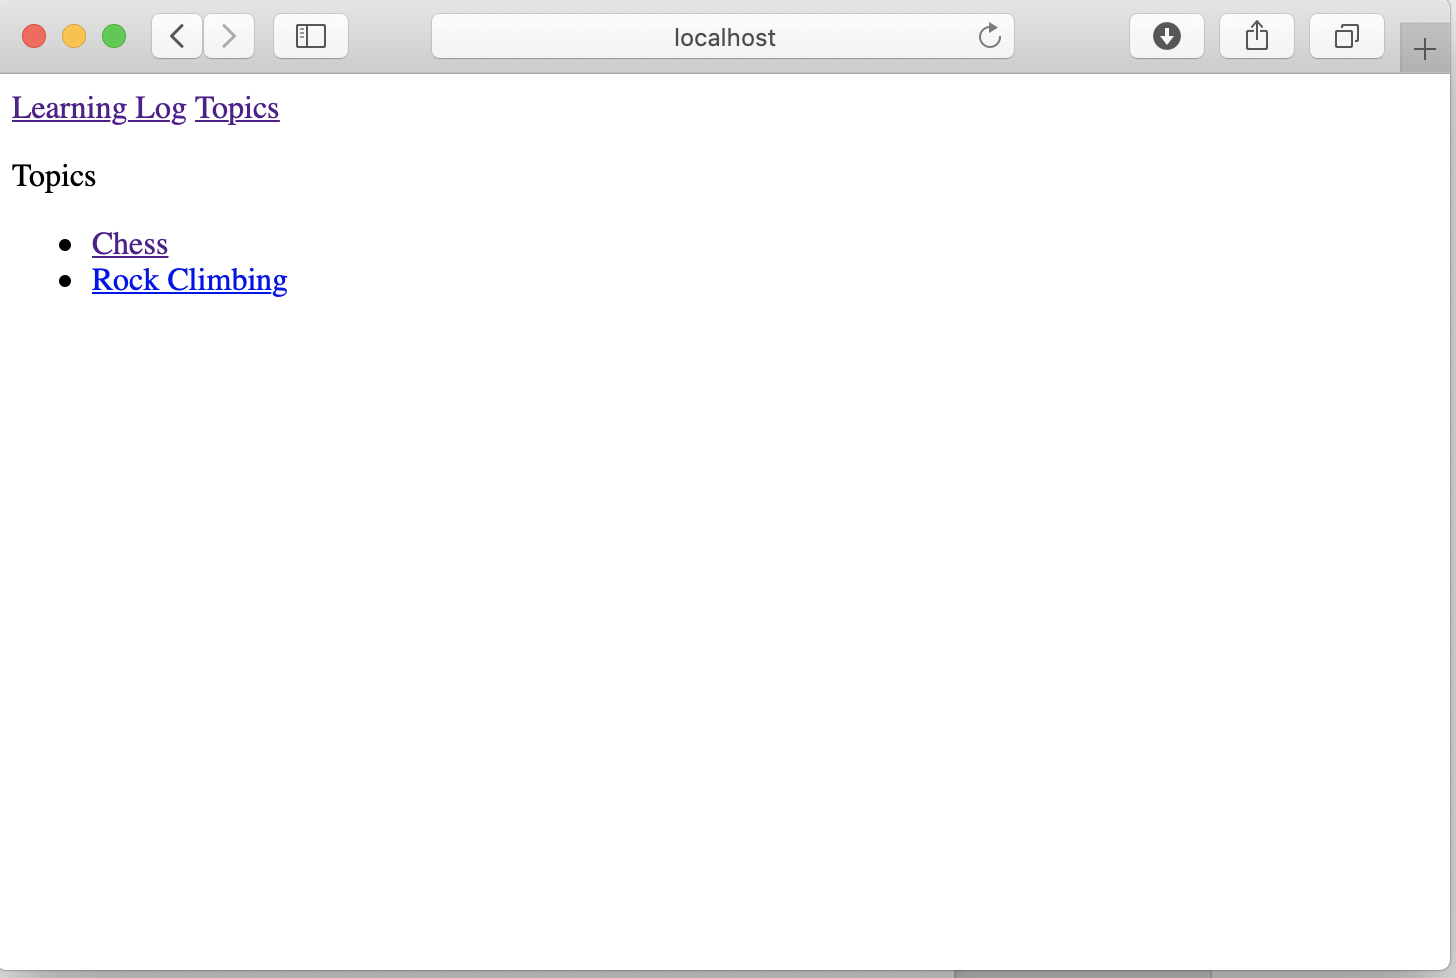 localhost
Learning Log Topics
Topics
Chess
Rock Climbing